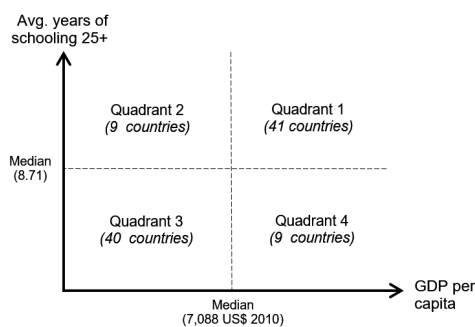 Avg. years of
schooling 25+
Quadrant 2
(9 countries)
Quadrant 1
(41 countries)
Median
(8.71)
Quadrant 3
(40 countries)
Quadrant 4
(9 countries)
GDP per
capita
Median
(7,088 US$ 2010)